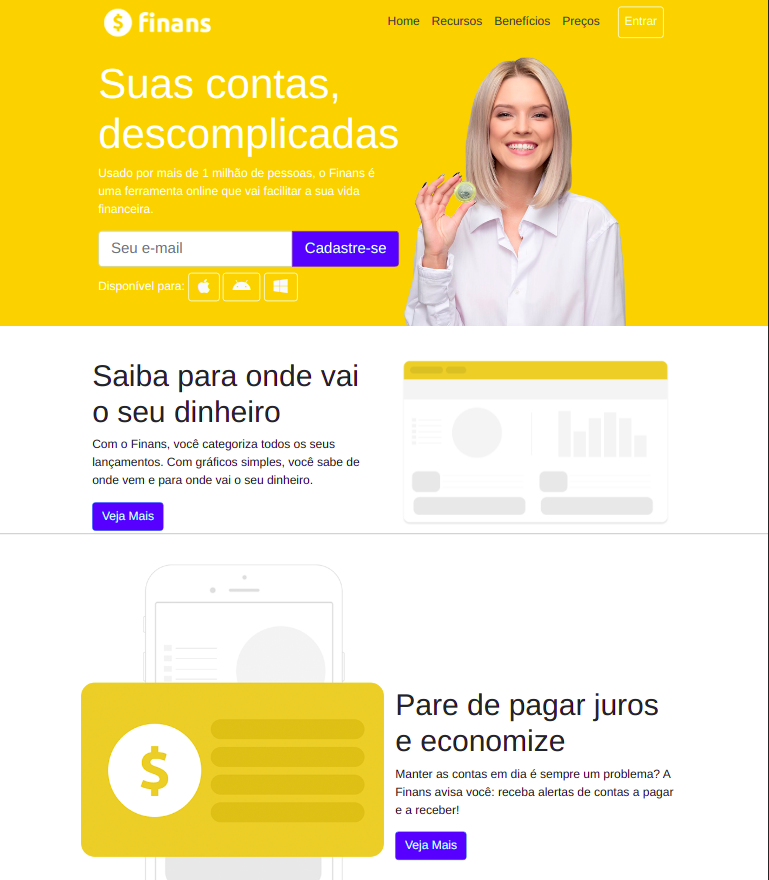 finans
Home Recursos Benefícios Preços Entrar
Suas contas,
descomplicadas
Usado por mais de 1 milhão de pessoas, o Finans é
uma ferramenta online que vai facilitar a sua vida
financeira.
Seu e-mail Cadastre-se
Disponível para:
Saiba para onde vai
o seu dinheiro
Com o Finans, você categoriza todos os seus
lançamentos. Com gráficos simples, você sabe de
onde vem e para onde vai o seu dinheiro.
Veja Mais
$
Pare de pagar juros
e economize
Manter as contas em dia é sempre um problema? A
Finans avisa você: receba alertas de contas a pagar
e a receber!
Veja Mais